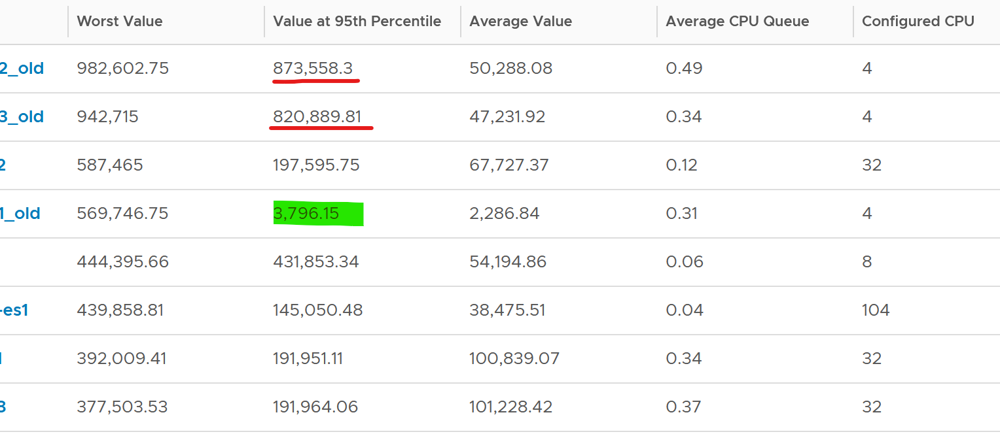 Worst Value Value at 95th Percentile Average Value Average CPU Queue Configured CPU
2_old 982,602.75 873,558.3 50,288.08 0.49 4
3_old 942,715 820,889.81 47,231.92 0.34 4
2 587,465 197,595.75 67,727.37 0.12 32
1_old 569,746.75 3,796.15 2,286.84 0.31 4
444,395.66 431,853.34 54,194.86 0.06 8
-es1 439,858.81 145,050.48 38,475.51 0.04 104
392,009.41 191,951.11 100,839.07 0.34 32
3 377,503.53 191,964.06 101,228.42 0.37 32